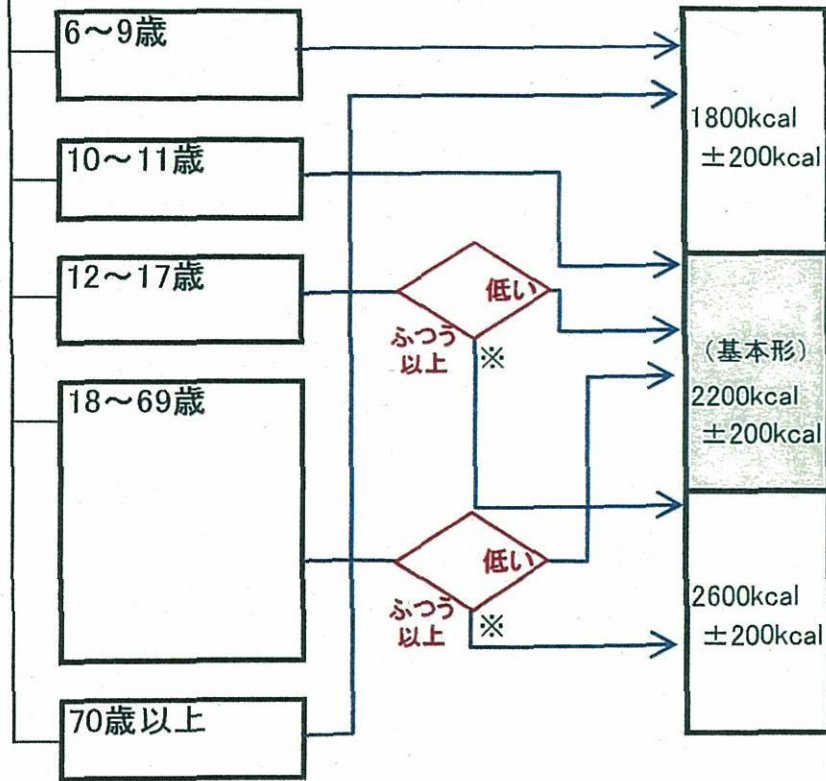 6～9歳
10～11歳
12～17歳
18～69歳
70歳以上
低い
ふつう
以上
※
低い
ふつう
以上
※
1800kcal
±200kcal
(基本形)
2200kcal
±200kcal
2600kcal
±200kcal